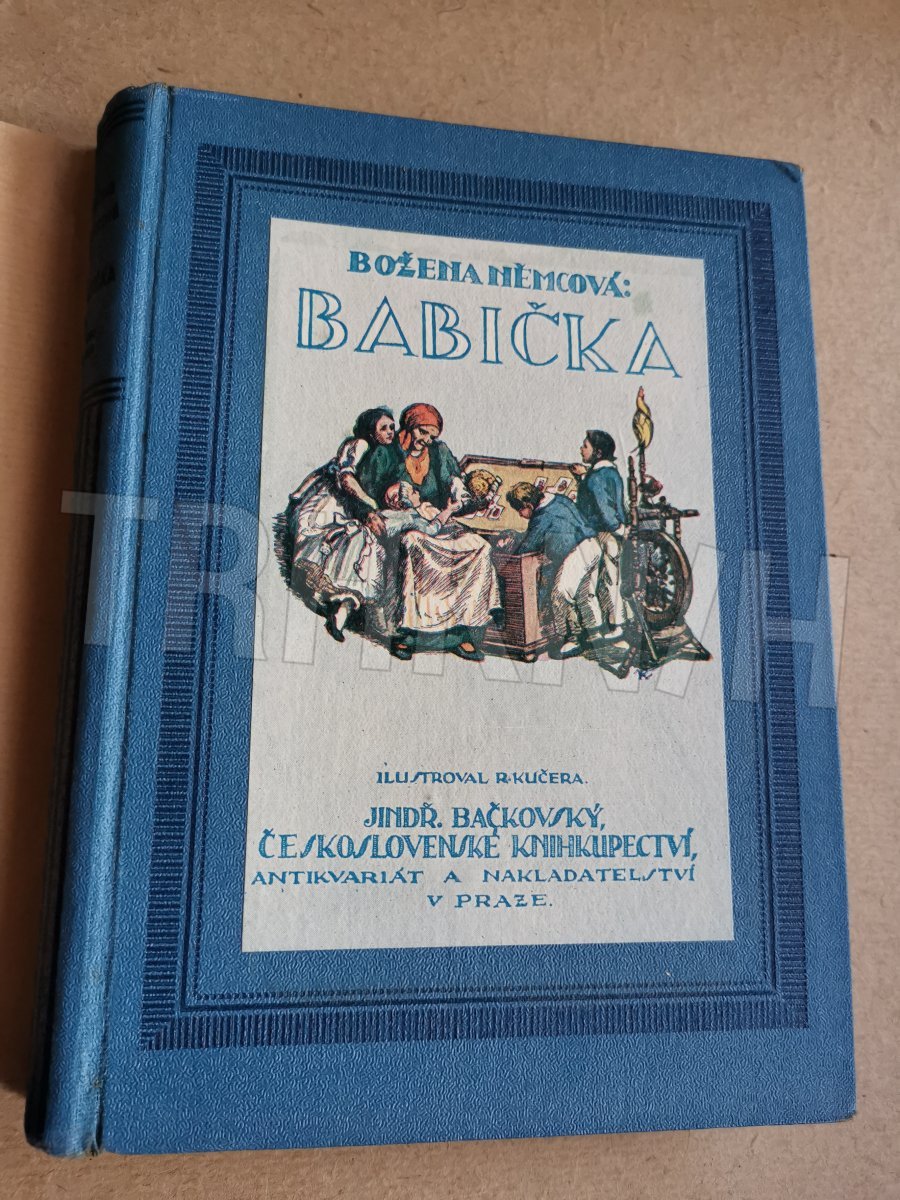 BOŽENA NĚMCOVÁ:
BABIČKA
ILUSTROVAL R. KUČERA.
JINDŘ. BAČKOVSKÝ,
ČESKOSLOVENSKÉ KNIHKUPECTVÍ,
ANTIKVARIÁT A NAKLADATELSTVÍ
V PRAZE.